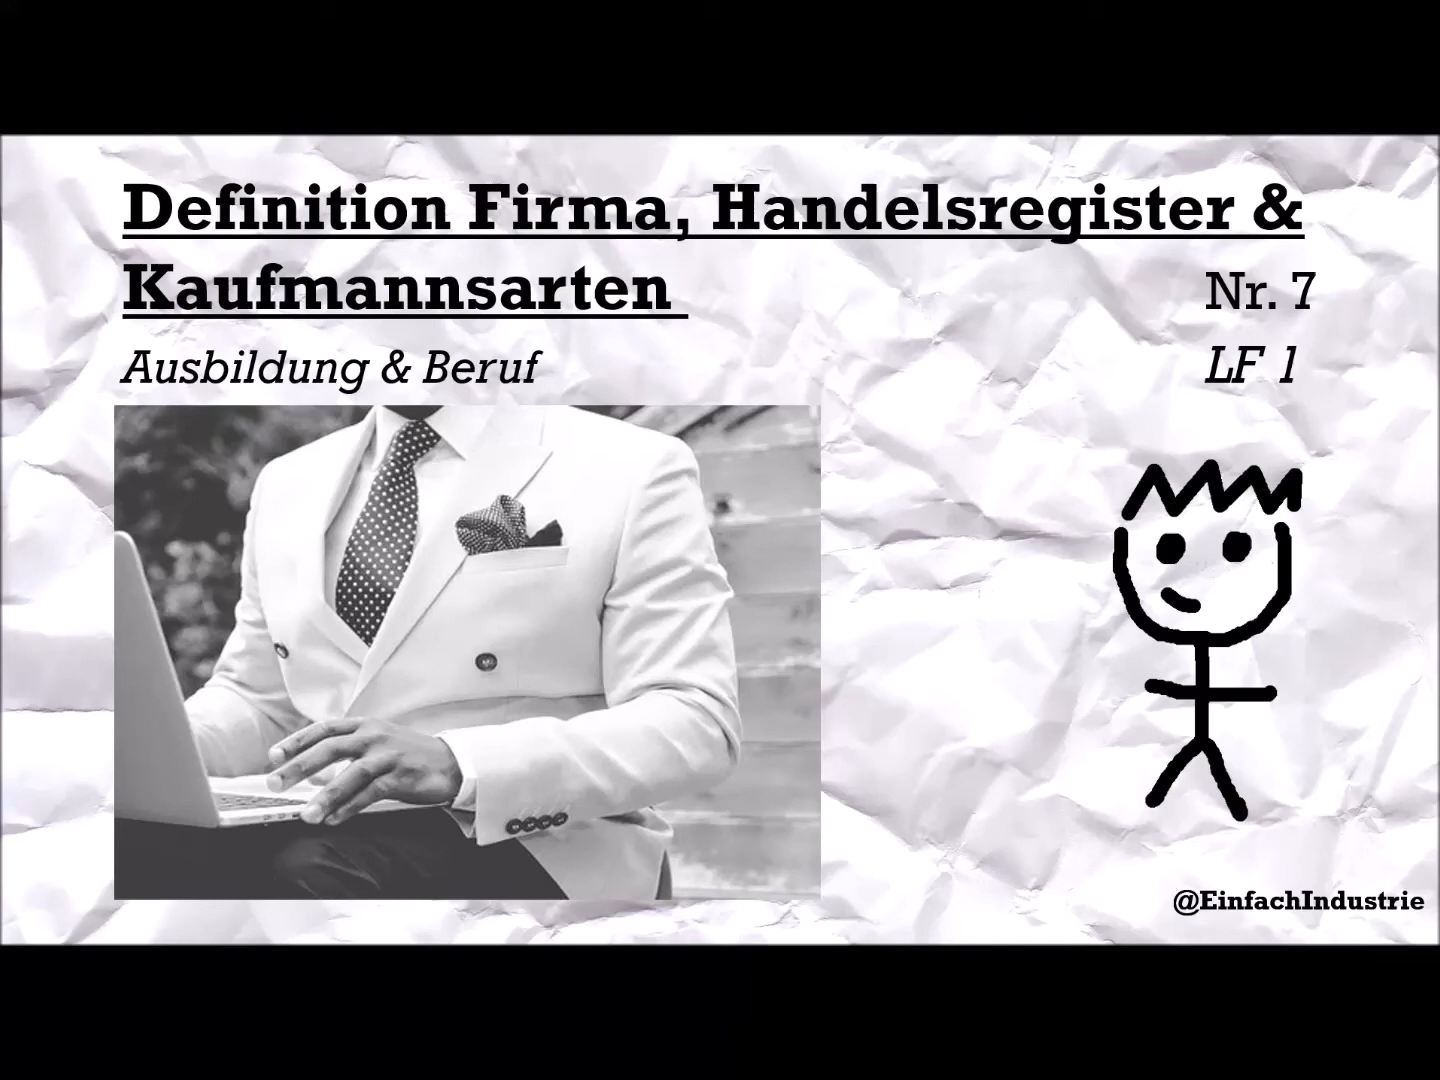 Definition Firma, Handelsregister &
Kaufmannsarten
Nr. 7
Ausbildung & Beruf
LF 1
@EinfachIndustrie